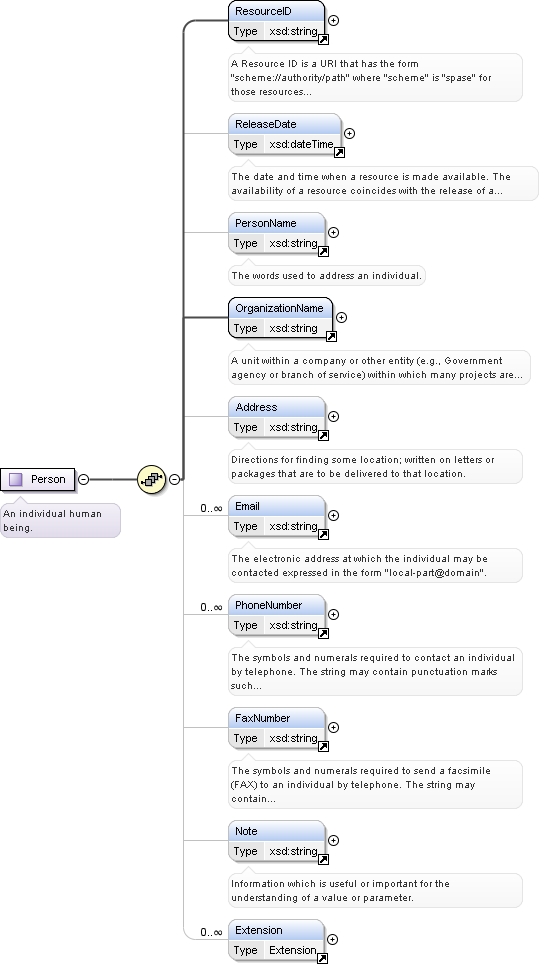 ResourceID
Type xsd:string
A Resource ID is a URI that has the form
"scheme://authority/path" where "scheme" is "spase" for
those resources...
ReleaseDate
Type xsd:dateTime
The date and time when a resource is made available. The
availability of a resource coincides with the release of a...
PersonName
Type xsd:string
The words used to address an individual.
OrganizationName
Type xsd:string
A unit within a company or other entity (e.g., Government
agency or branch of service) within which many projects are...
Address
Type xsd:string
Directions for finding some location; written on letters or
packages that are to be delivered to that location.
Person
An individual human
being.
0..∞
Email
Type xsd:string
The electronic address at which the individual may be
contacted expressed in the form "local-part@domain".
0..∞
PhoneNumber
Type xsd:string
The symbols and numerals required to contact an individual
by telephone. The string may contain punctuation marks
such...
FaxNumber
Type xsd:string
The symbols and numerals required to send a facsimile
(FAX) to an individual by telephone. The string may
contain...
Note
Type xsd:string
Information which is useful or important for the
understanding of a value or parameter.
0..∞
Extension
Type Extension